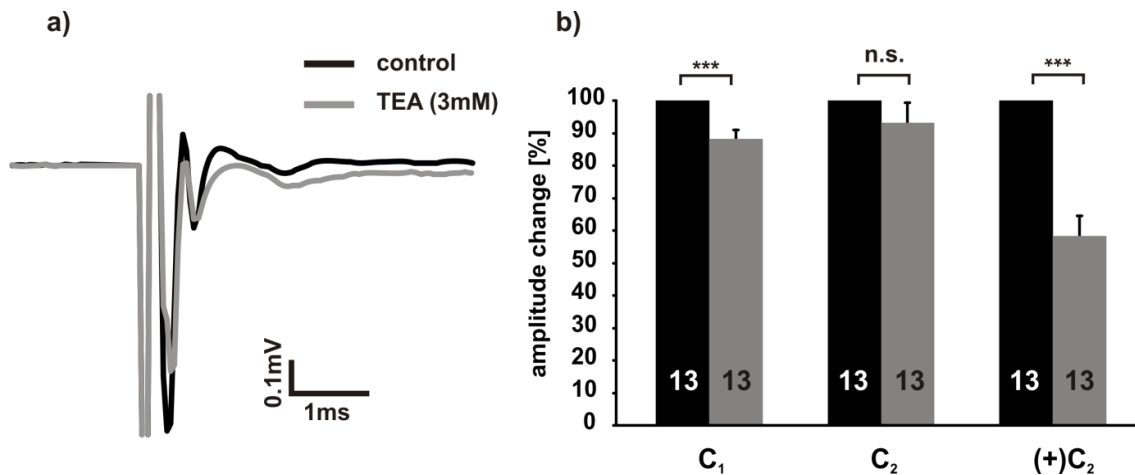 a)
control
TEA (3mM)
0.1mV
1ms
b)
amplitude change [%]
100
90
80
70
60
50
40
30
20
10
0
***
n.s.
***
13 13 13 13 13 13
C₁ C₂ (+)C₂